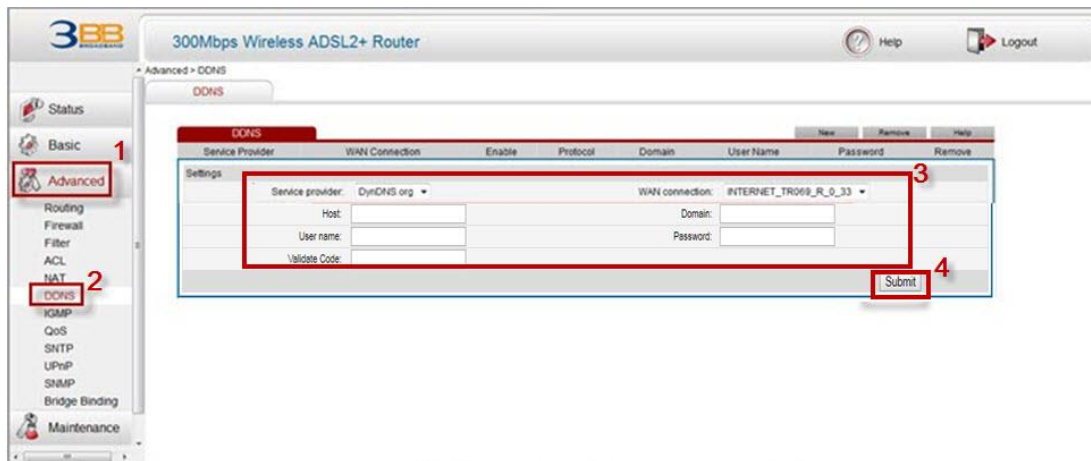 3BB
BROADBAND
300Mbps Wireless ADSL2+ Router
Help
Logout
Advanced > DDNS
DDNS
Status
Basic
1
Advanced
Routing
Firewall
Filter
ACL
NAT
2
DDNS
IGMP
QoS
SNTP
UPnP
SNMP
Bridge Binding
Maintenance
DDNS
New Remove Help
Service Provider WAN Connection Enable Protocol Domain User Name Password Remove
Settings
3
Service provider: DynDNS org WAN connection: INTERNET_TR069_R_0_33
Host: Domain:
User name: Password:
Validate Code:
4
Submit